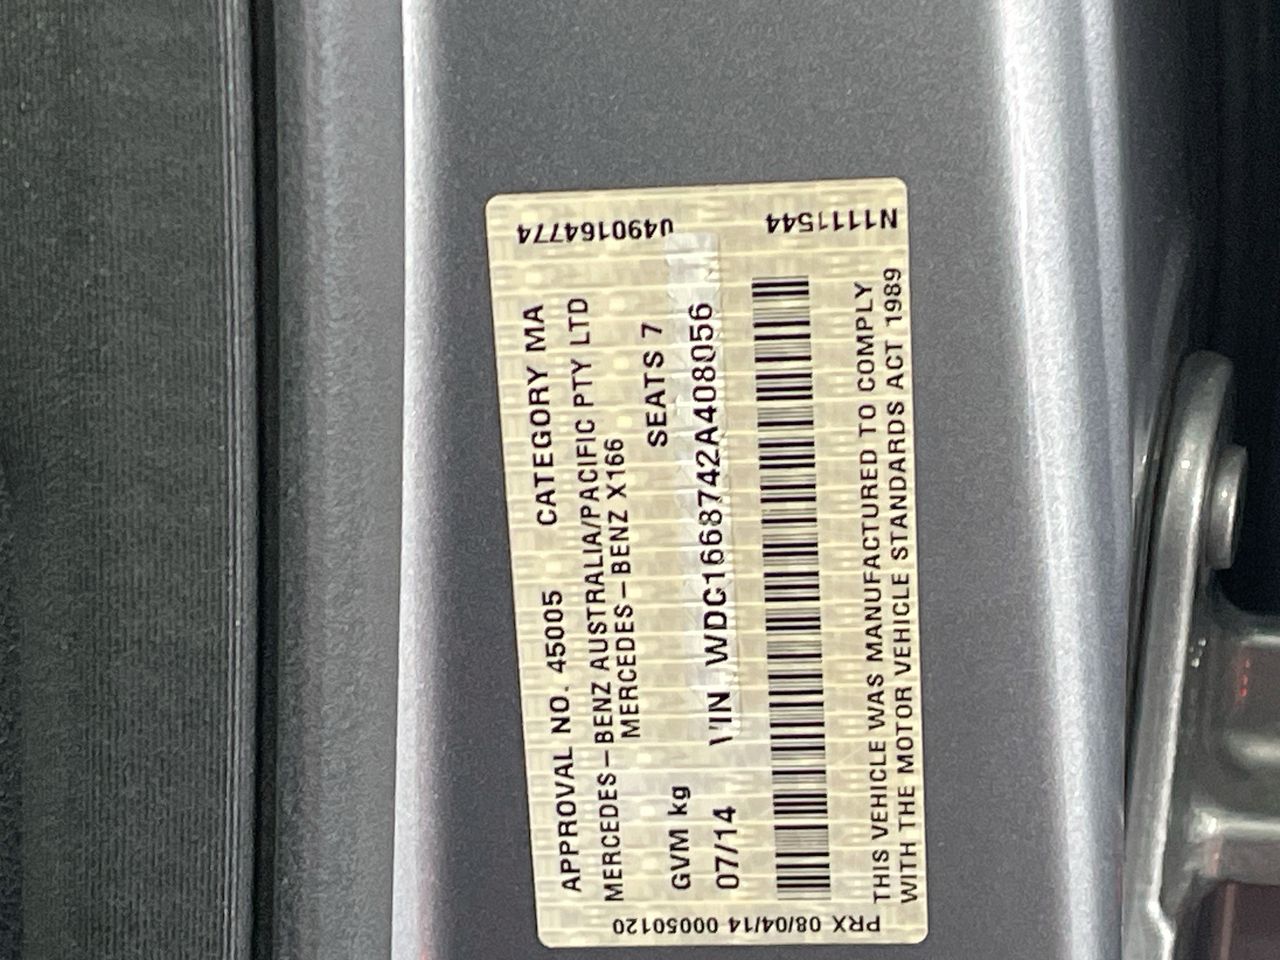 U490164774 N1111544
APPROVAL NO. 45005 CATEGORY MA
MERCEDES-BENZ AUSTRALIA/PACIFIC PTY LTD
MERCEDES-BENZ X166
GVM kg SEATS 7
07/14 VIN WDC1668742A408056
THIS VEHICLE WAS MANUFACTURED TO COMPLY
WITH THE MOTOR VEHICLE STANDARDS ACT 1989
PRX 08/04/14 00050120